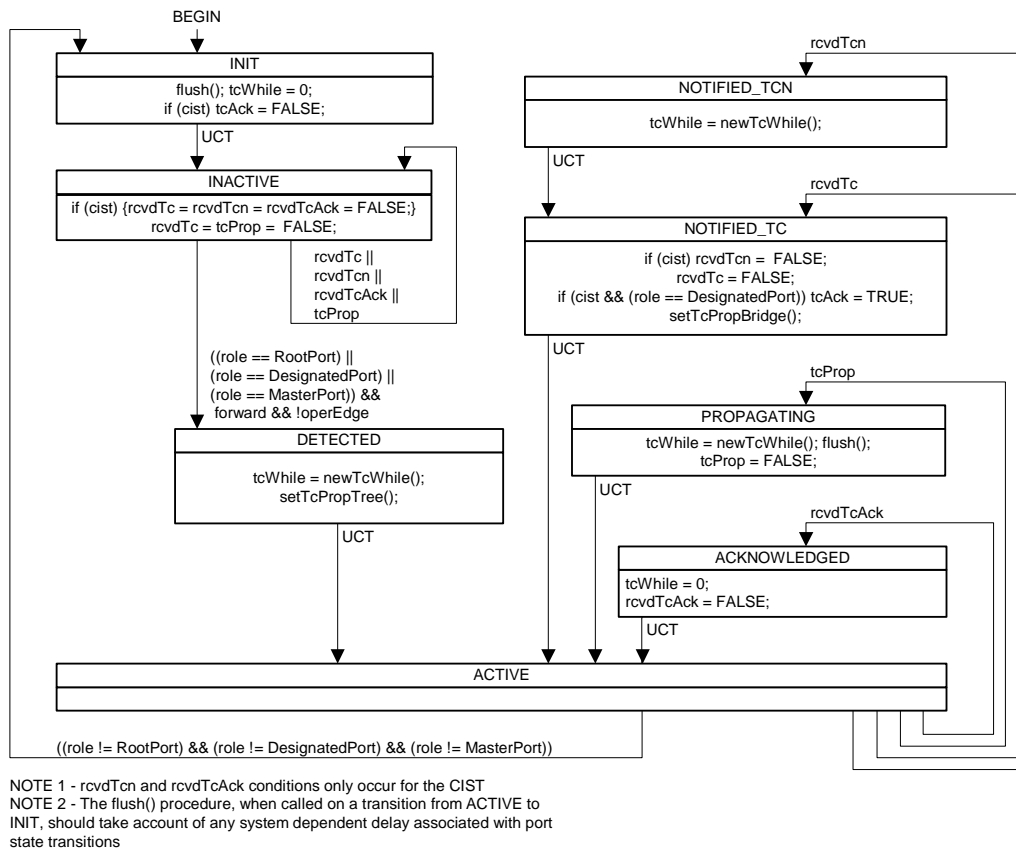 BEGIN
INIT
flush(); tcWhile = 0;
if (cist) tcAck = FALSE;
UCT
INACTIVE
if (cist) {rcvdTc = rcvdTcn = rcvdTcAck = FALSE;}
rcvdTc = tcProp =  FALSE;
rcvdTc ||
rcvdTcn ||
rcvdTcAck ||
tcProp
((role == RootPort) ||
(role == DesignatedPort) ||
(role == MasterPort)) &&
forward && !operEdge
DETECTED
tcWhile = newTcWhile();
setTcPropTree();
UCT
rcvdTcn
NOTIFIED_TCN
tcWhile = newTcWhile();
UCT
rcvdTc
NOTIFIED_TC
if (cist) rcvdTcn =  FALSE;
rcvdTc = FALSE;
if (cist && (role == DesignatedPort)) tcAck = TRUE;
setTcPropBridge();
UCT
tcProp
PROPAGATING
tcWhile = newTcWhile(); flush();
tcProp = FALSE;
UCT
rcvdTcAck
ACKNOWLEDGED
tcWhile = 0;
rcvdTcAck = FALSE;
UCT
ACTIVE
((role != RootPort) && (role != DesignatedPort) && (role != MasterPort))
NOTE 1 - rcvdTcn and rcvdTcAck conditions only occur for the CIST
NOTE 2 - The flush() procedure, when called on a transition from ACTIVE to
INIT, should take account of any system dependent delay associated with port
state transitions